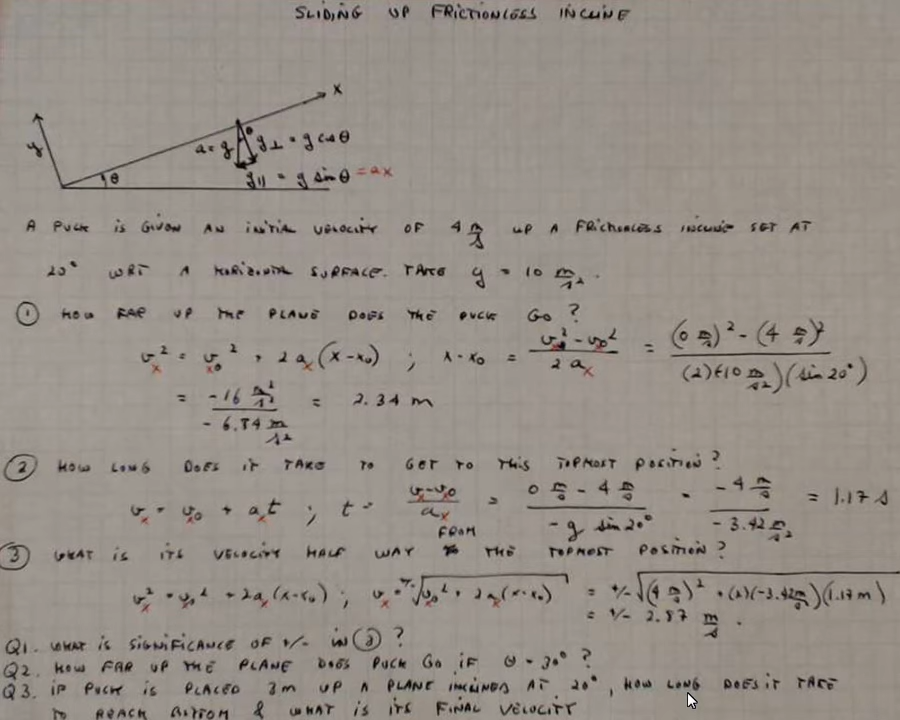 SLIDING UP FRICTIONLESS INCLINE
x
y
θ
a = g
θ
g⊥ = g cos θ
g|| = g sin θ = ax
A PUCK IS GIVEN AN INITIAL VELOCITY OF 4 m/s UP A FRICTIONLESS INCLINE SET AT
20° WRT A HORIZONTAL SURFACE. TAKE g = 10 m/s².
① HOW FAR UP THE PLANE DOES THE PUCK GO?
vx² = vx0² + 2ax(x-x0) ; x-x0 = (vx² - vx0²)/(2ax) = ((0 m/s)² - (4 m/s)²)/((2)(-10 m/s²)(sin 20°))
= (-16 m²/s²)/(-6.84 m/s²) = 2.34 m
② HOW LONG DOES IT TAKE TO GET TO THIS TOPMOST POSITION?
vx = vx0 + axt ; t = (vx-vx0)/ax = (0 m/s - 4 m/s)/(-g sin 20°) = (-4 m/s)/(-3.42 m/s²) = 1.17 s
FROM
③ WHAT IS ITS VELOCITY HALF WAY THE TOPMOST POSITION?
vx² = vx0² + 2ax(x-x0) ; vx = +/- √(vx0² + 2ax(x-x0)) = +/- √((4 m/s)² + (2)(-3.42 m/s²)(1.17 m))
= +/- 2.87 m/s.
Q1. WHAT IS SIGNIFICANCE OF +/- IN ③?
Q2. HOW FAR UP THE PLANE DOES PUCK GO IF θ = 30°?
Q3. IF PUCK IS PLACED 3m UP A PLANE INCLINED AT 20°, HOW LONG DOES IT TAKE
TO REACH BOTTOM & WHAT IS ITS FINAL VELOCITY